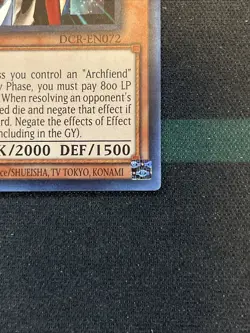 DCR-EN072
ss you control an "Archfiend"
y Phase, you must pay 800 LP
When resolving an opponent's
ed die and negate that effect if
rd. Negate the effects of Effect
ncluding in the GY).
K/2000 DEF/1500
ce/SHUEISHA, TV TOKYO, KONAMI